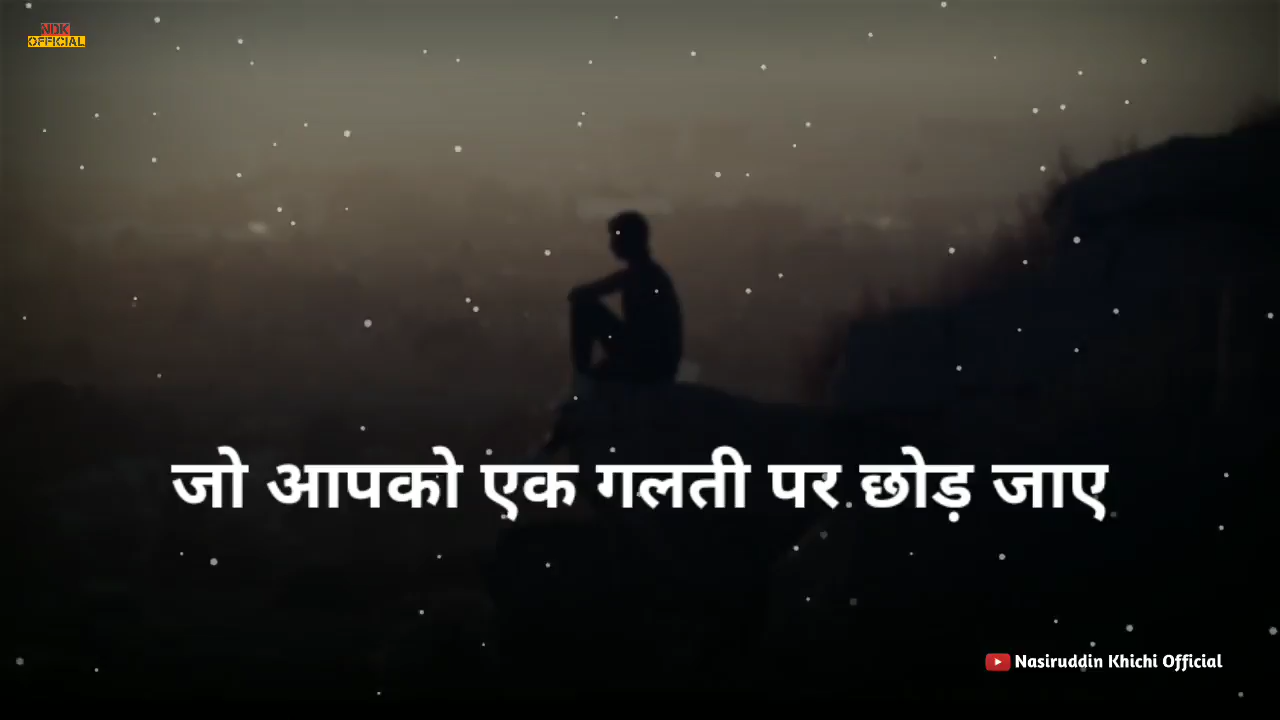 NDK
OFFICIAL
जो आपको एक गलती पर छोड़ जाए
Nasiruddin Khichi Official